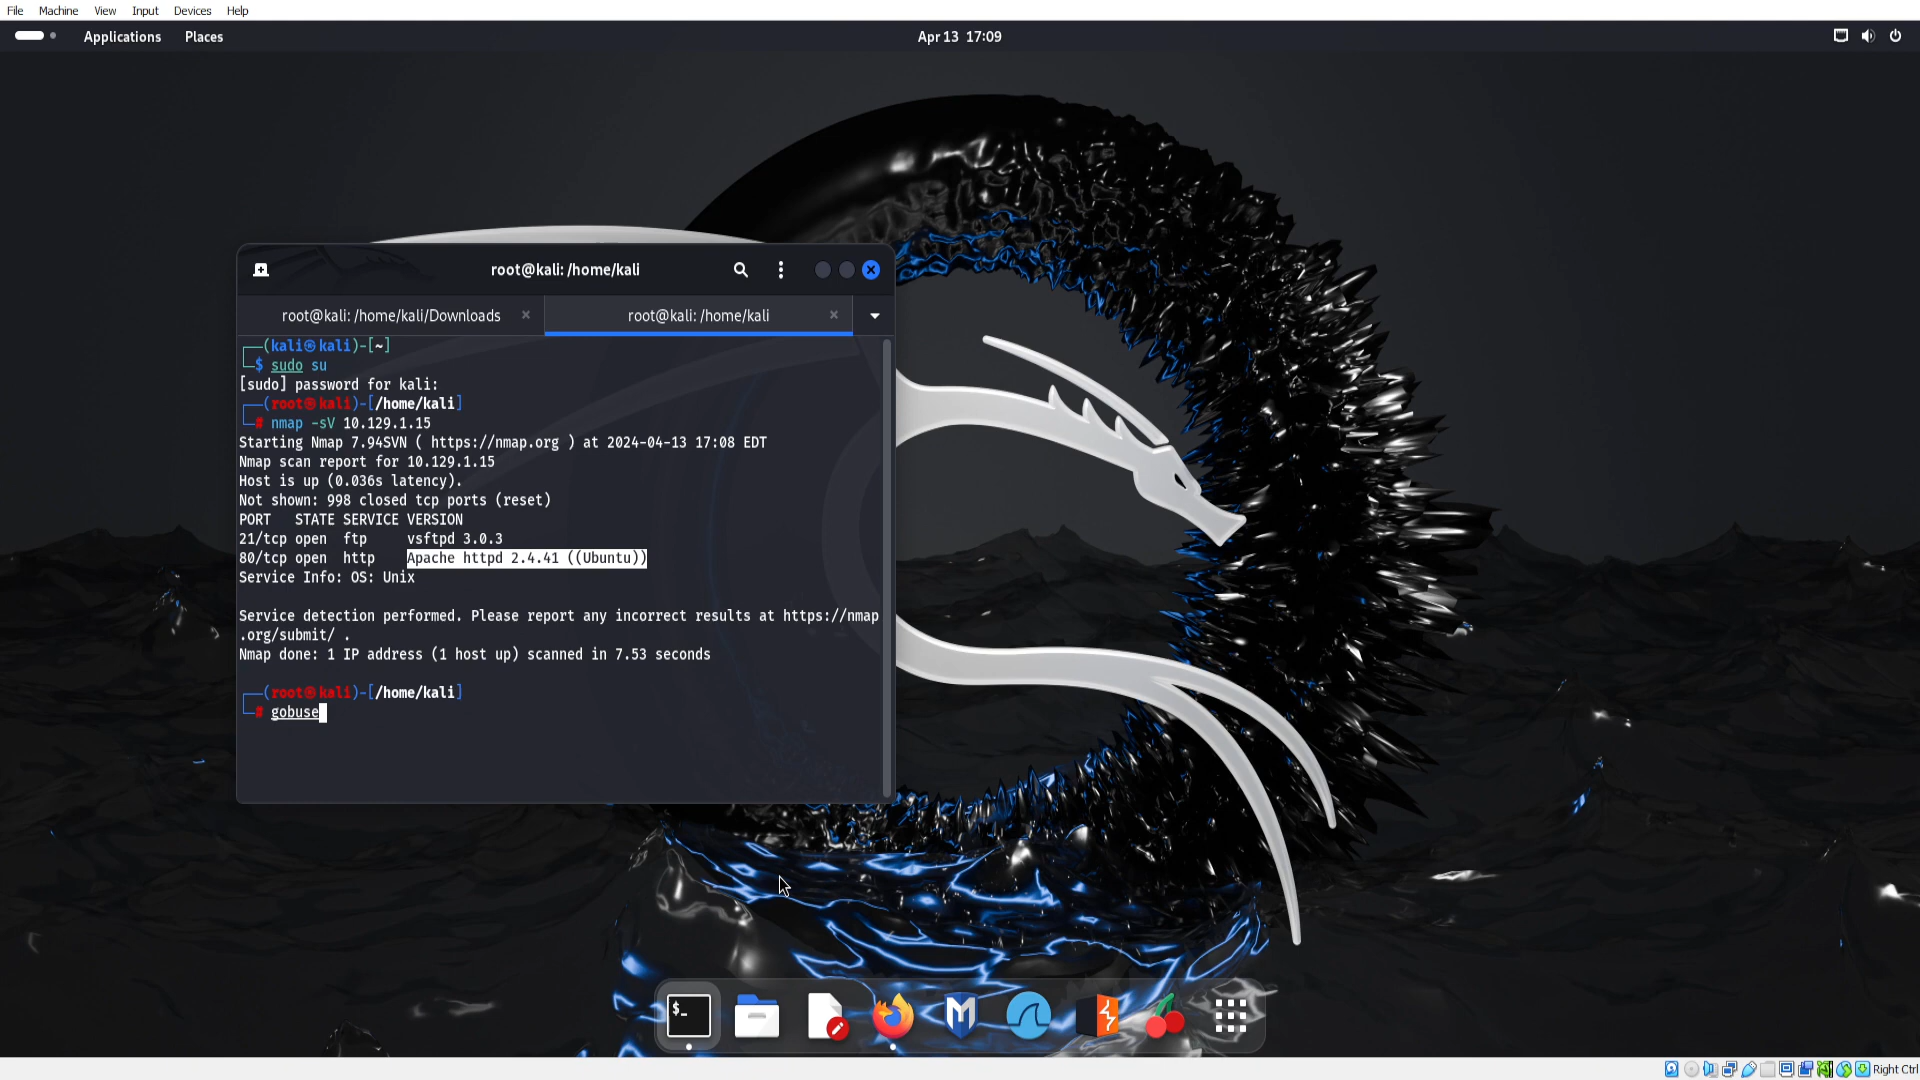 File Machine View Input Devices Help
Applications Places Apr 13 17:09
root@kali: /home/kali
root@kali: /home/kali/Downloads × root@kali: /home/kali ×
┌──(kali㉿kali)-[~]
└─$ sudo su
[sudo] password for kali:
┌──(root㉿kali)-[/home/kali]
└─# nmap -sV 10.129.1.15
Starting Nmap 7.94SVN ( https://nmap.org ) at 2024-04-13 17:08 EDT
Nmap scan report for 10.129.1.15
Host is up (0.036s latency).
Not shown: 998 closed tcp ports (reset)
PORT   STATE SERVICE VERSION
21/tcp open  ftp     vsftpd 3.0.3
80/tcp open  http    Apache httpd 2.4.41 ((Ubuntu))
Service Info: OS: Unix
Service detection performed. Please report any incorrect results at https://nmap
.org/submit/ .
Nmap done: 1 IP address (1 host up) scanned in 7.53 seconds
┌──(root㉿kali)-[/home/kali]
└─# gobuse
$_
Right Ctrl